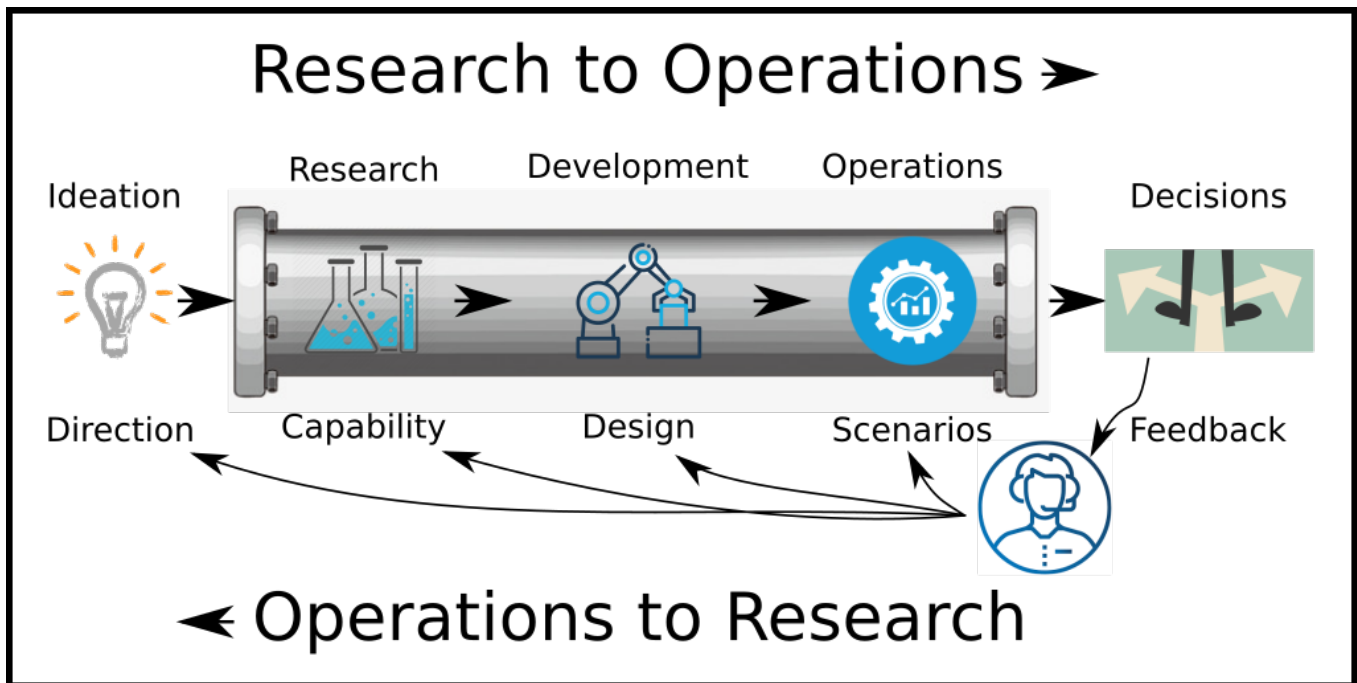 Research to Operations
Ideation
Research
Development
Operations
Decisions
Direction
Capability
Design
Scenarios
Feedback
Operations to Research